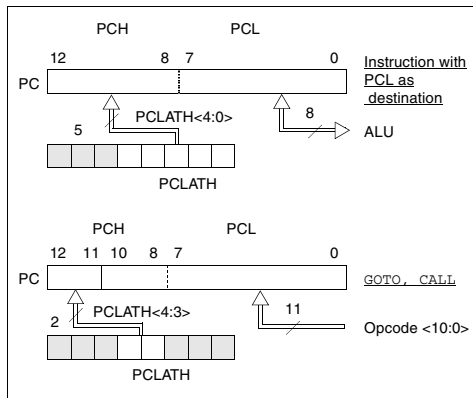 PCH PCL
12 8 7 0
Instruction with
PCL as
destination
PC
8
PCLATH<4:0>
5
ALU
PCLATH
PCH PCL
12 11 10 8 7 0
PC
GOTO, CALL
PCLATH<4:3>
11
2
Opcode <10:0>
PCLATH